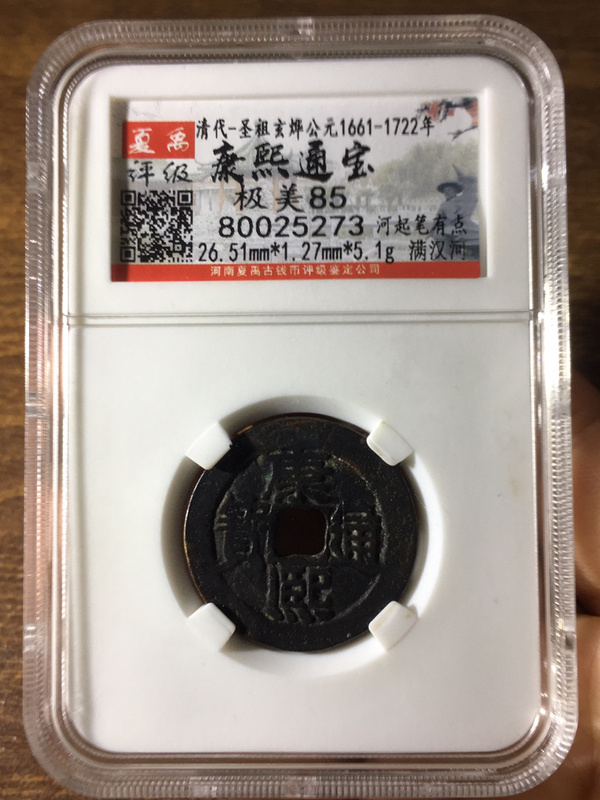 夏禹
评级
清代-圣祖玄烨公元1661-1722年
康熙通宝
极美85
80025273 河起笔有点
26.51mm*1.27mm*5.1g 满汉河
河南夏禹古钱币评级鉴定公司
康熙通寳